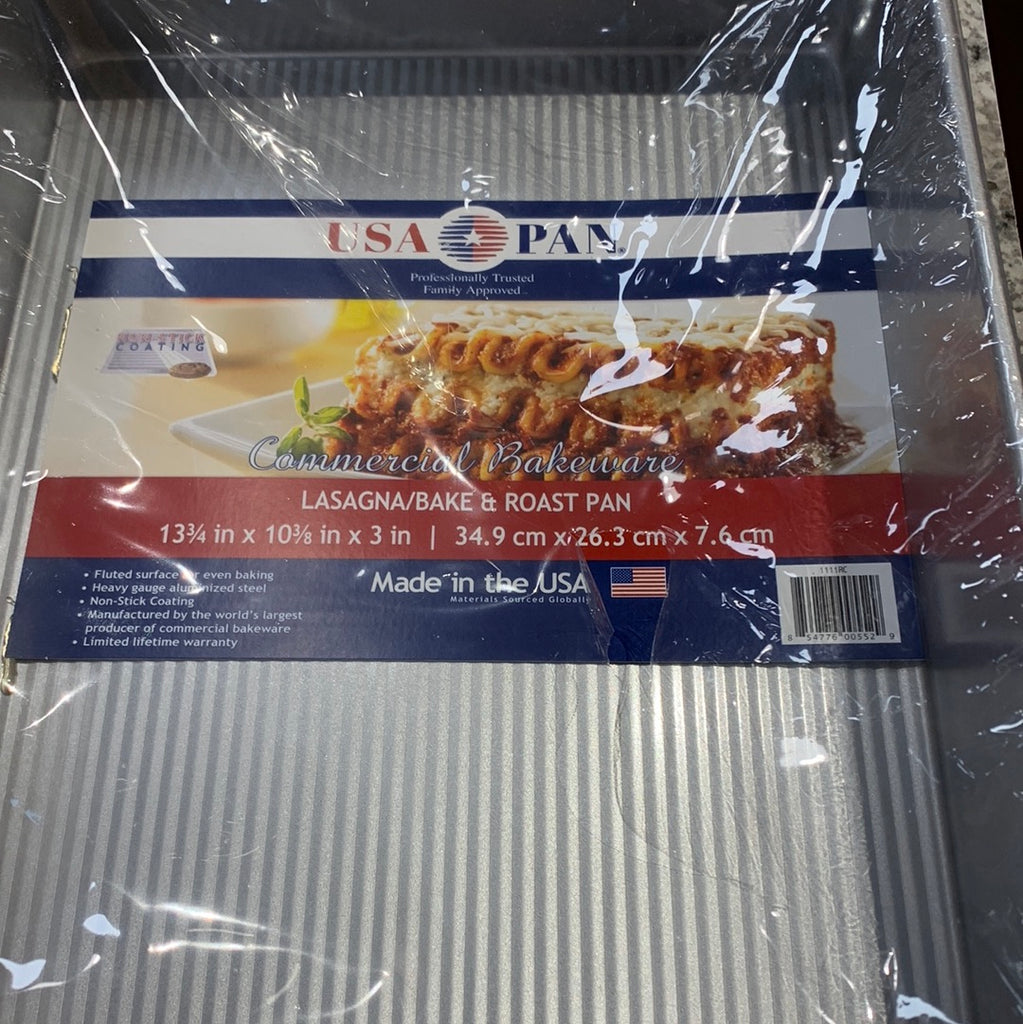 USA PAN®
Professionally Trusted
Family Approved™
NON-STICK
COATING
Commercial Bakeware
LASAGNA/BAKE & ROAST PAN
13¾ in x 10⅜ in x 3 in | 34.9 cm x 26.3 cm x 7.6 cm
• Fluted surface for even baking
• Heavy gauge aluminized steel
• Non-Stick Coating
• Manufactured by the world's largest
producer of commercial bakeware
• Limited lifetime warranty
Made in the USA
Materials Sourced Globally
1111RC
8 54776 00552 9